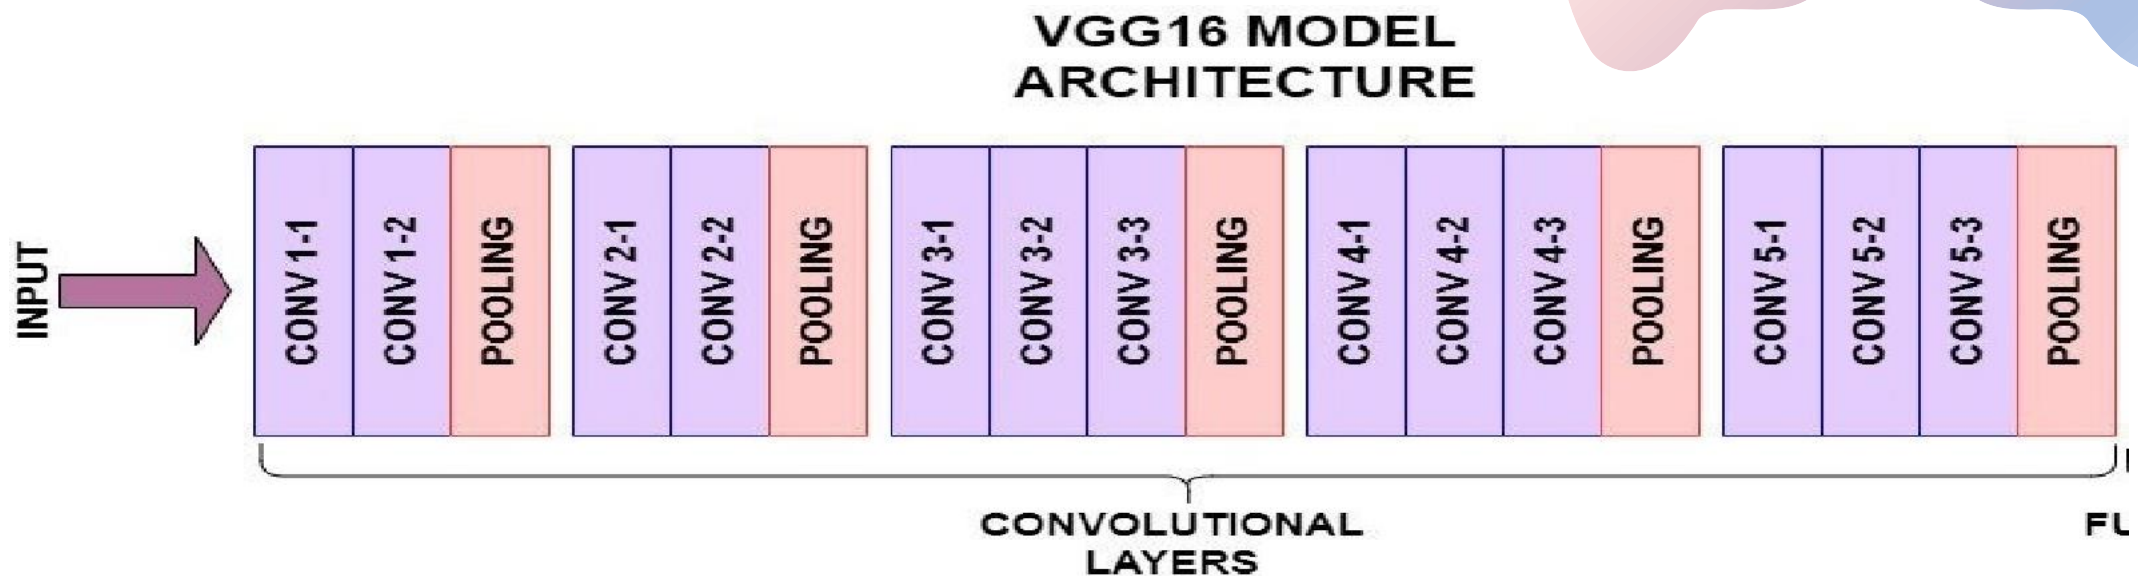 VGG16 MODEL
ARCHITECTURE
INPUT
CONV 1-1
CONV 1-2
POOLING
CONV 2-1
CONV 2-2
POOLING
CONV 3-1
CONV 3-2
CONV 3-3
POOLING
CONV 4-1
CONV 4-2
CONV 4-3
POOLING
CONV 5-1
CONV 5-2
CONV 5-3
POOLING
CONVOLUTIONAL
LAYERS